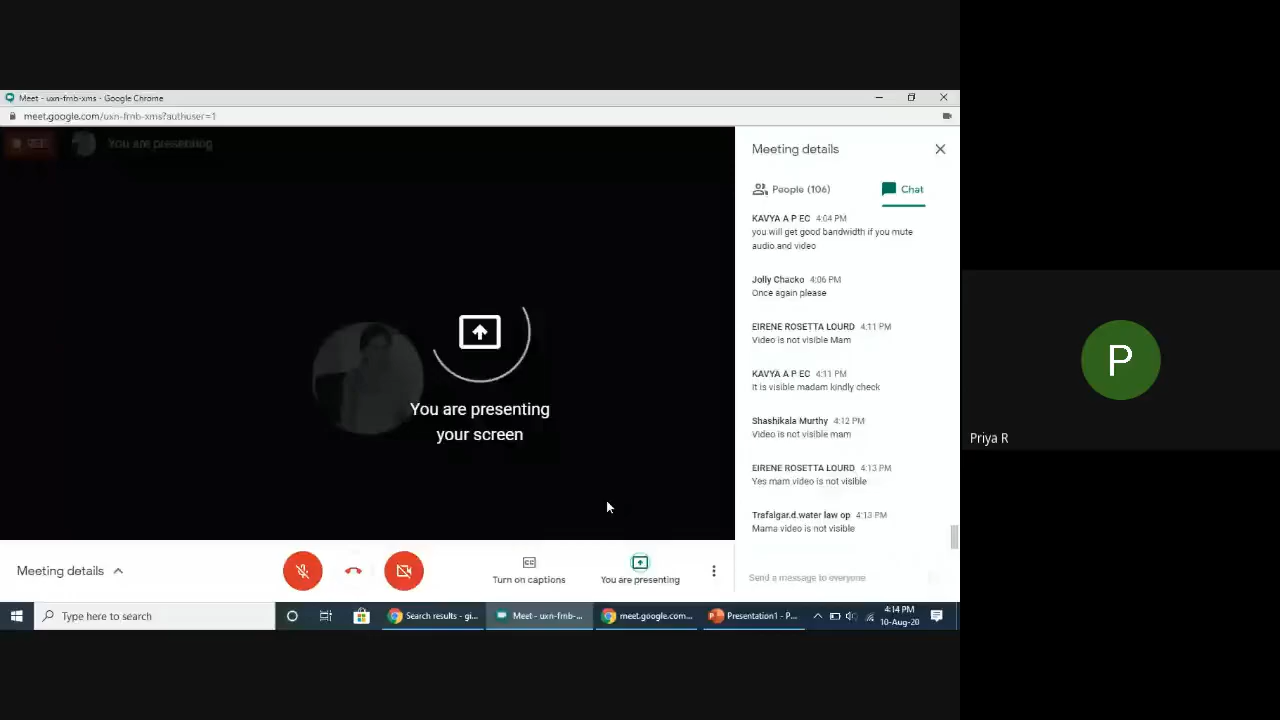 Meet - uxn-frnb-xms - Google Chrome
meet.google.com/uxn-frnb-xms?authuser=1
REC
You are presenting
Meeting details
People (106)
Chat
KAVYA A P EC 4:04 PM
you will get good bandwidth if you mute
audio and video
Jolly Chacko 4:06 PM
Once again please
EIRENE ROSETTA LOURD 4:11 PM
Video is not visible Mam
KAVYA A P EC 4:11 PM
It is visible madam kindly check
Shashikala Murthy 4:12 PM
Video is not visible mam
EIRENE ROSETTA LOURD 4:13 PM
Yes mam video is not visible
Trafalgar.d.water law op 4:13 PM
Mama video is not visible
Send a message to everyone
You are presenting
your screen
Meeting details
Turn on captions
You are presenting
Type here to search
Search results - gi...
Meet - uxn-frnb-...
meet.google.com...
Presentation1 - P...
4:14 PM
10-Aug-20
P
Priya R